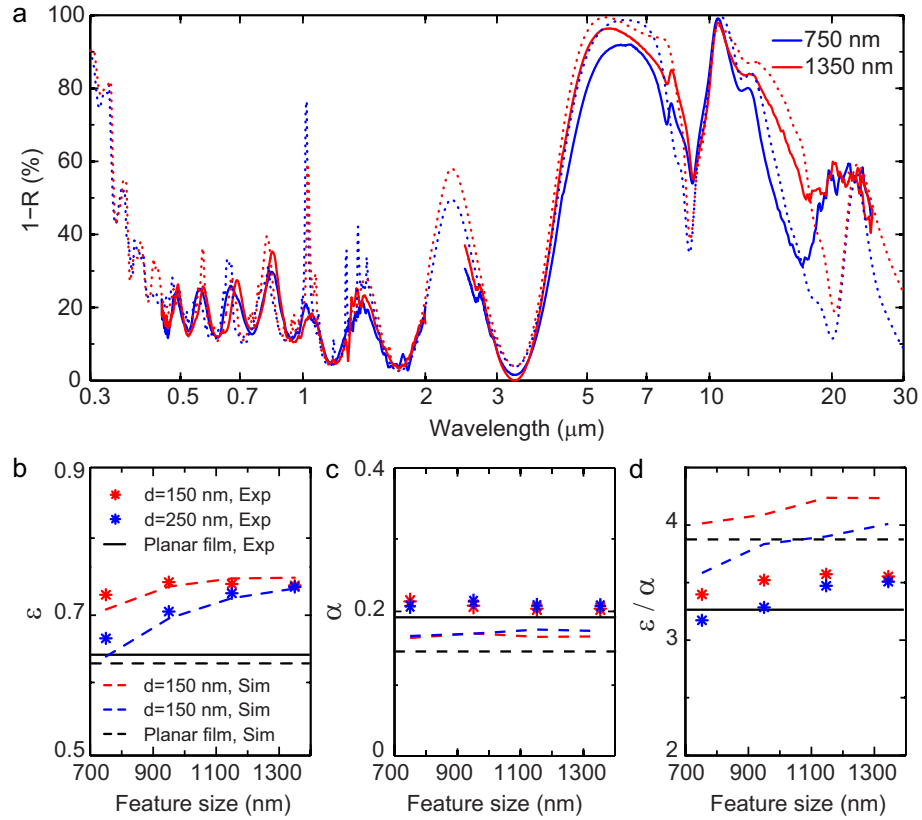 a
100
80
60
40
20
0
1−R (%)
750 nm
1350 nm
0.3
0.5
0.7
1
2
3
5
7
10
20
30
Wavelength (μm)
b
0.9
0.7
0.5
ε
d=150 nm, Exp
d=250 nm, Exp
Planar film, Exp
d=150 nm, Sim
d=150 nm, Sim
Planar film, Sim
700
900
1100
1300
Feature size (nm)
c
0.4
0.2
0
α
700
900
1100
1300
Feature size (nm)
d
4
3
2
ε / α
700
900
1100
1300
Feature size (nm)